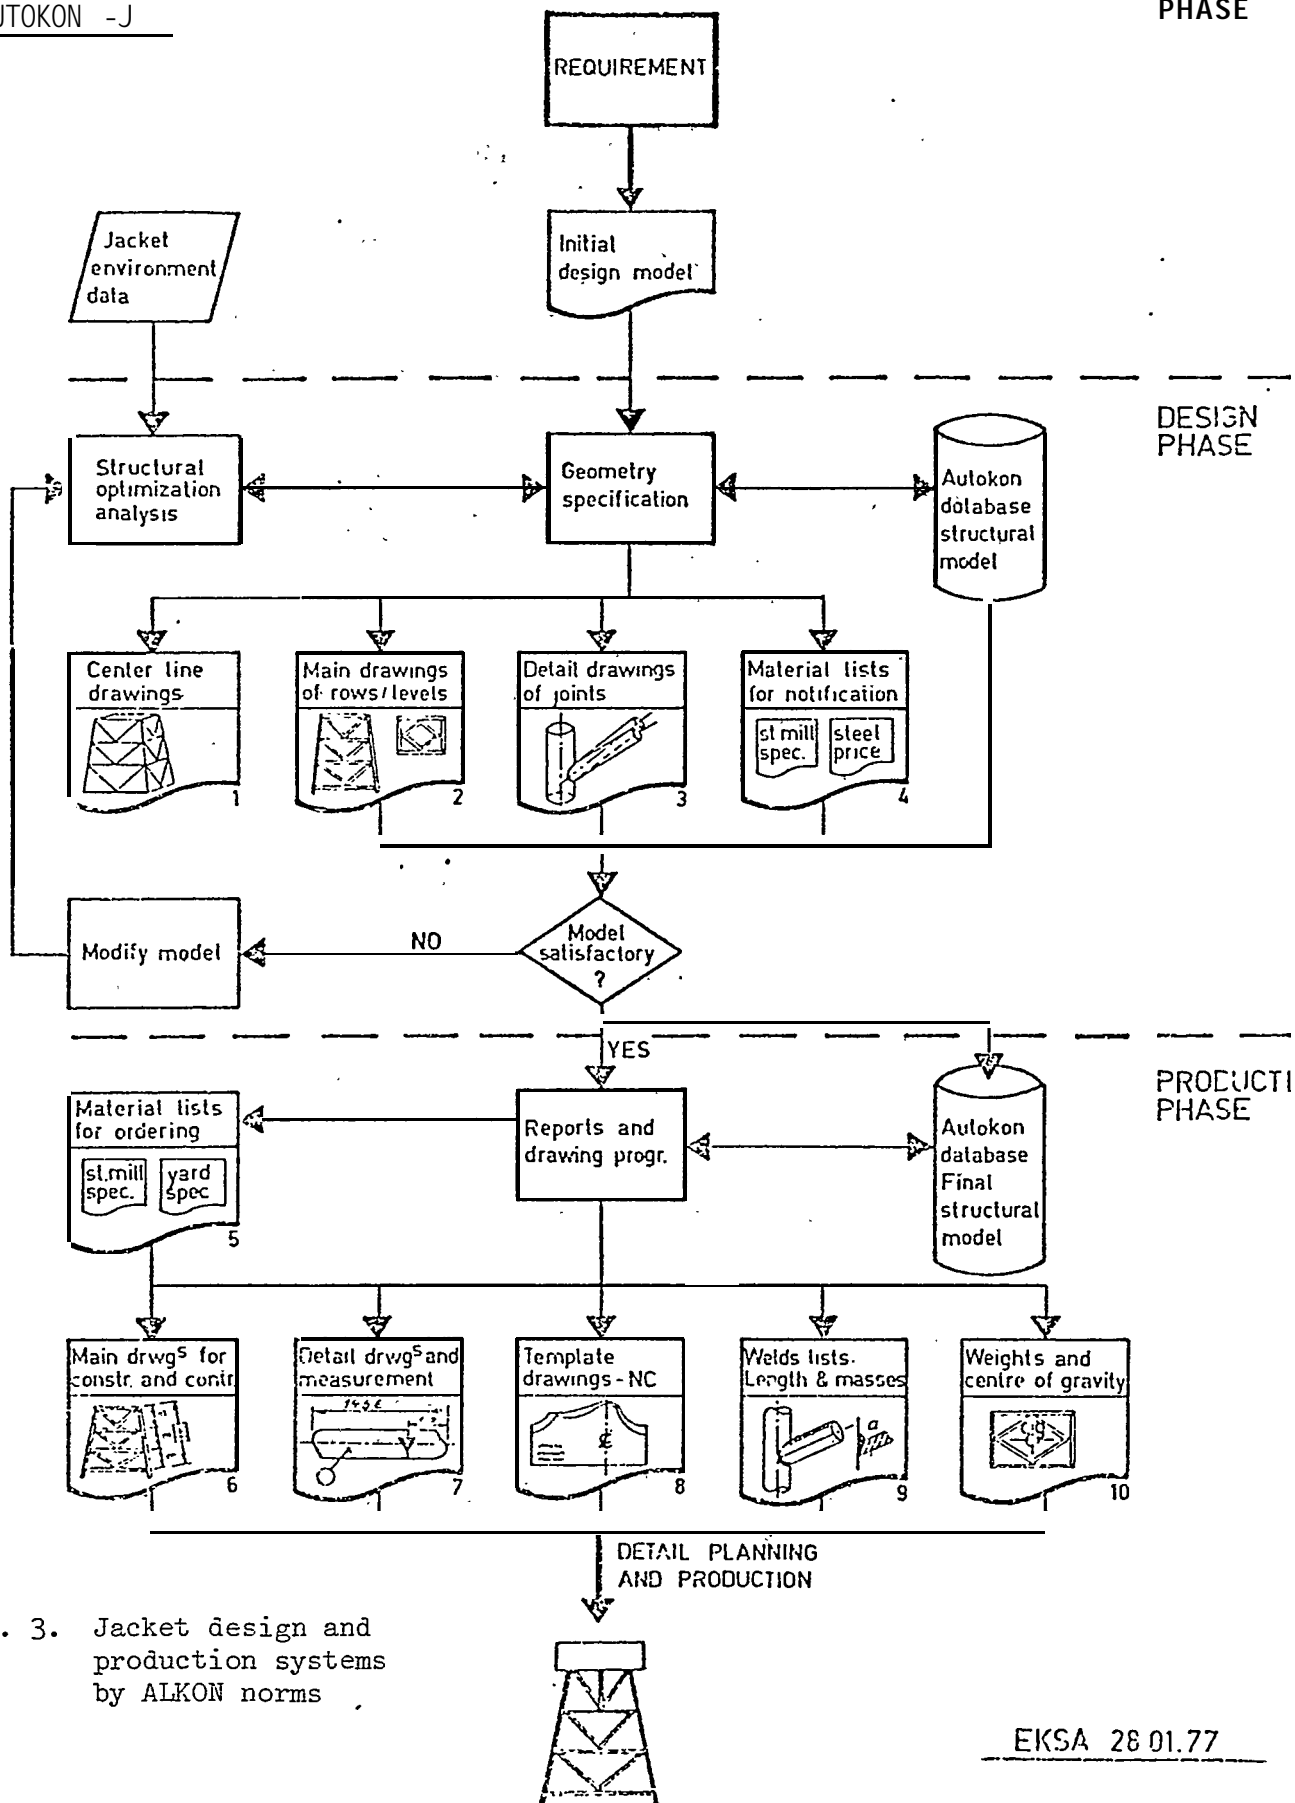 UTOKON -J
PHASE
REQUIREMENT
Initial
design model
Jacket
environment
data
DESIGN
PHASE
Structural
optimization
analysis
Geometry
specification
Autokon
dolabase
structural
model
Center line
drawings
1
Main drawings
of rows/levels
2
Detail drawings
of joints
3
Material lists
for notification
st mill
spec.
steel
price
4
Modify model
NO
Model
satisfactory
?
YES
PRODUCTI
PHASE
Material lists
for ordering
st.mill
spec.
yard
spec
5
Reports and
drawing progr.
Autokon
database
Final
structural
model
Main drwgs for
constr. and contr.
6
Detail drwgs and
measurement
7
Template
drawings-NC
8
Welds lists.
Length & masses
a
9
Weights and
centre of gravity
10
DETAIL PLANNING
AND PRODUCTION
. 3. Jacket design and
production systems
by ALKON norms
EKSA 28 01.77